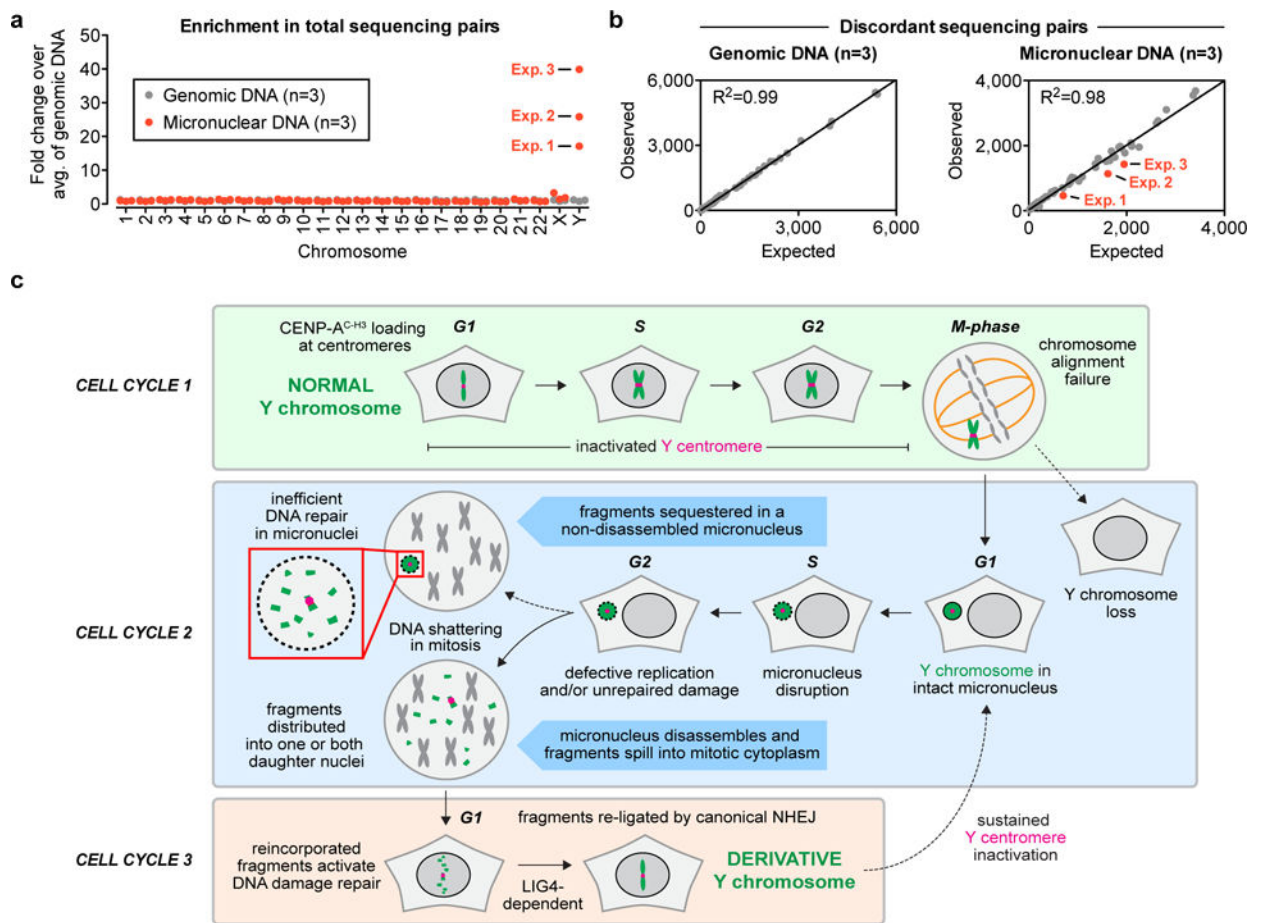 a
Enrichment in total sequencing pairs
Fold change over
avg. of genomic DNA
50
40
30
20
10
0
Genomic DNA (n=3)
Micronuclear DNA (n=3)
Exp. 3
Exp. 2
Exp. 1
1 2 3 4 5 6 7 8 9 10 11 12 13 14 15 16 17 18 19 20 21 22 X Y
Chromosome
b
Discordant sequencing pairs
Genomic DNA (n=3)
R²=0.99
Observed
6,000
3,000
0
0 3,000 6,000
Expected
Micronuclear DNA (n=3)
R²=0.98
Observed
4,000
2,000
0
Exp. 3
Exp. 2
Exp. 1
0 2,000 4,000
Expected
c
CELL CYCLE 1
CENP-A^C-H3 loading
at centromeres
NORMAL
Y chromosome
G1
S
G2
M-phase
chromosome
alignment
failure
inactivated Y centromere
CELL CYCLE 2
inefficient
DNA repair
in micronuclei
fragments sequestered in a
non-disassembled micronucleus
G2
S
G1
Y chromosome
loss
DNA shattering
in mitosis
defective replication
and/or unrepaired damage
micronucleus
disruption
Y chromosome in
intact micronucleus
fragments
distributed
into one or both
daughter nuclei
micronucleus disassembles and
fragments spill into mitotic cytoplasm
CELL CYCLE 3
G1
fragments re-ligated by canonical NHEJ
reincorporated
fragments activate
DNA damage repair
LIG4-
dependent
DERIVATIVE
Y chromosome
sustained
Y centromere
inactivation